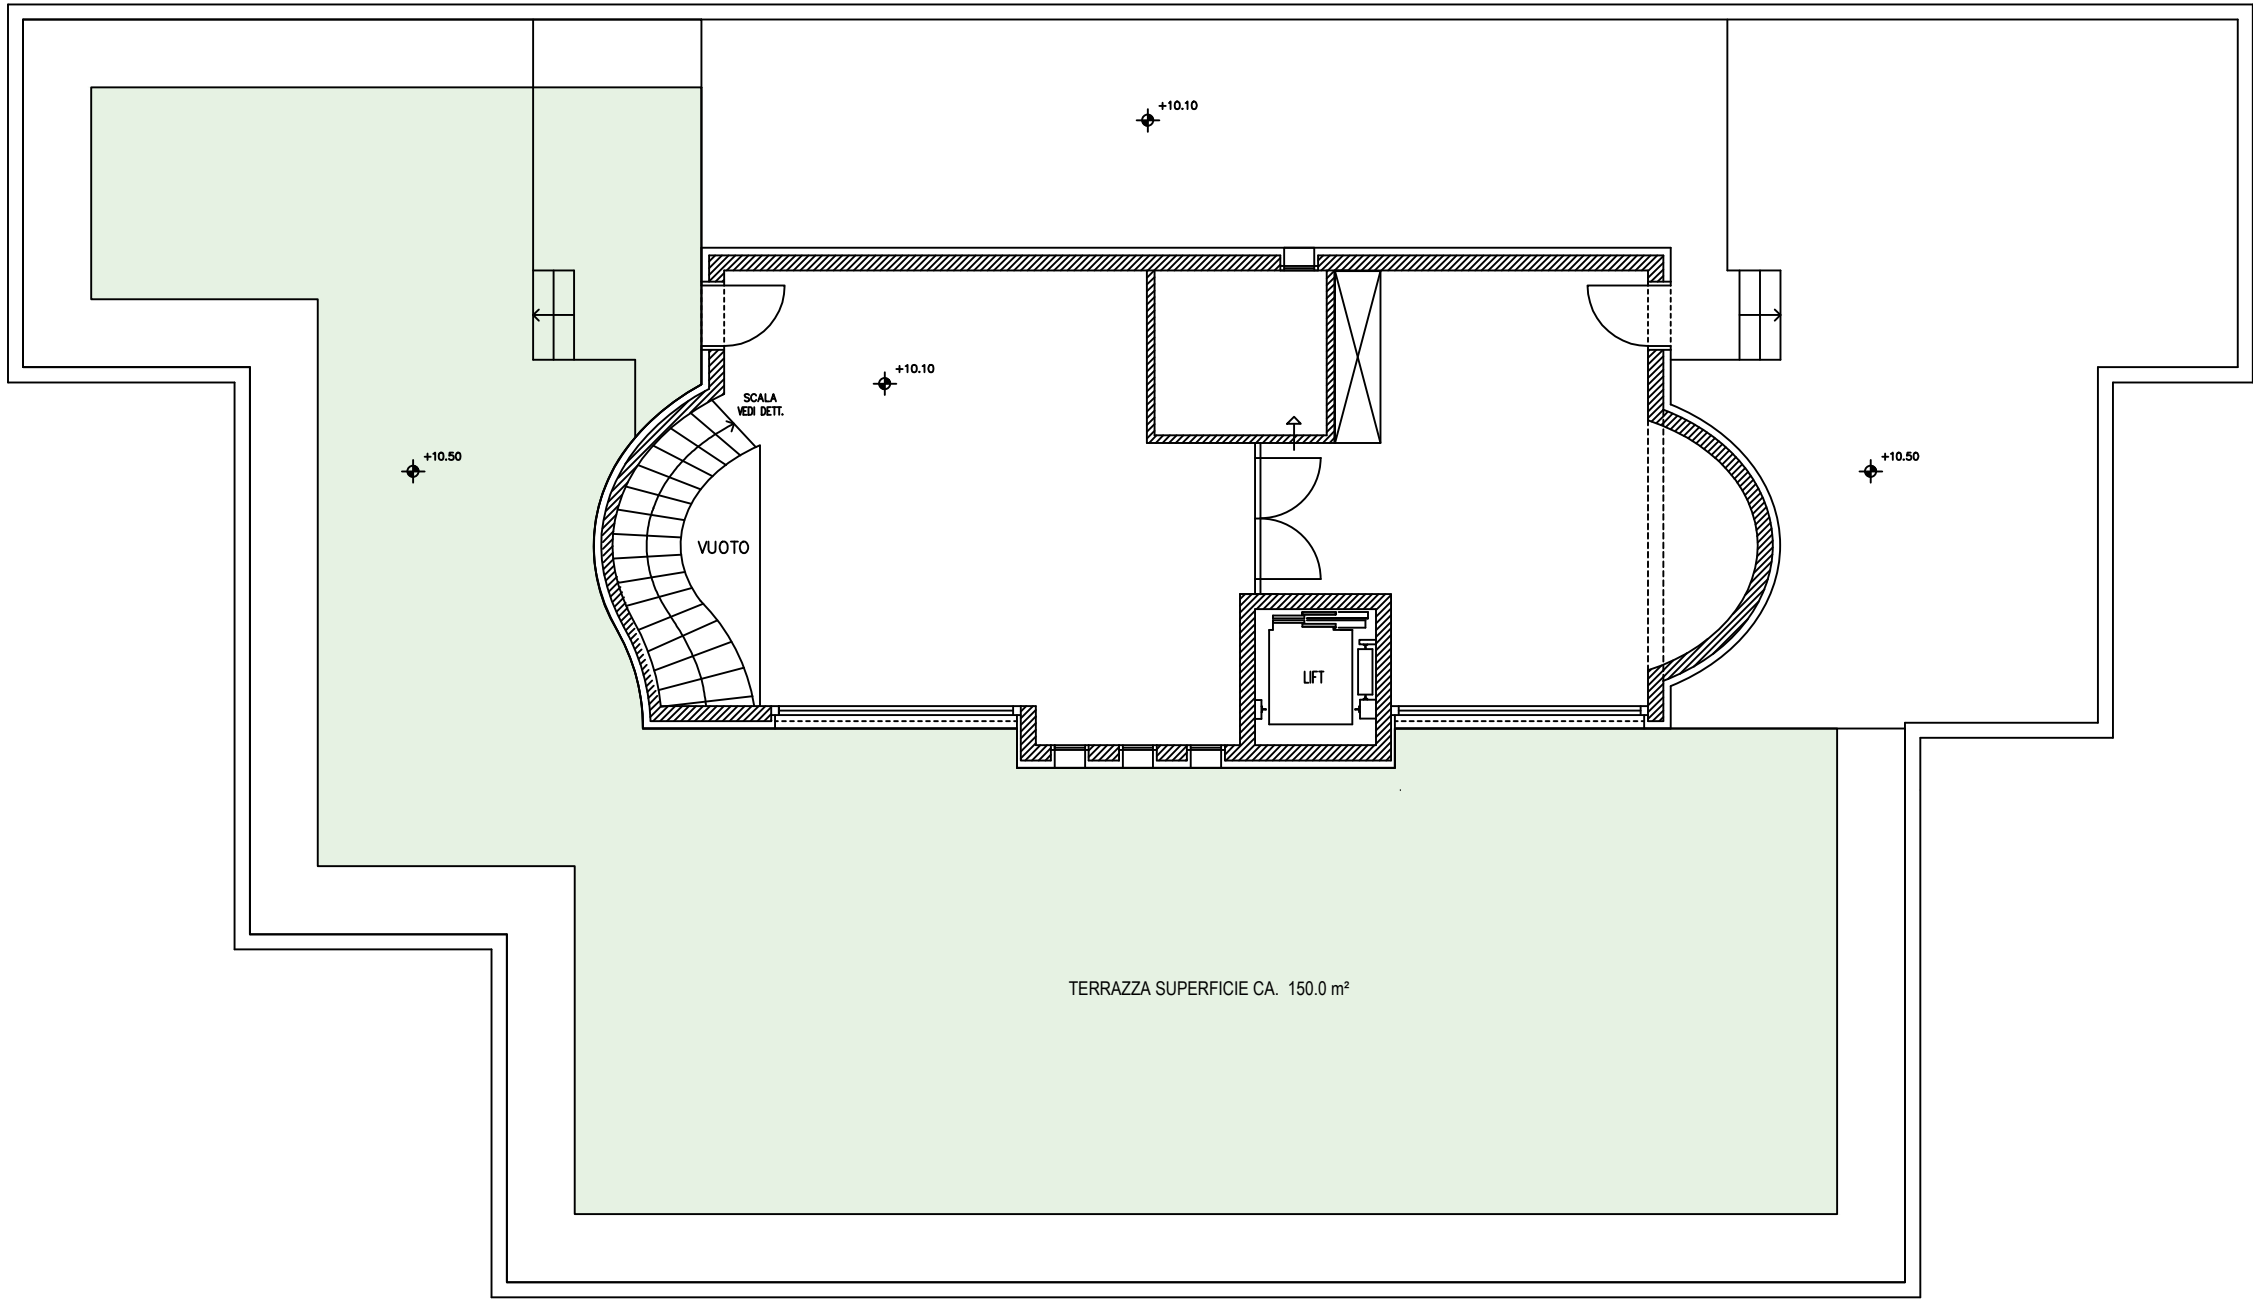 +10.10
+10.10
SCALA
VEDI DETT.
+10.50
+10.50
VUOTO
LIFT
TERRAZZA SUPERFICIE CA. 150.0 m²